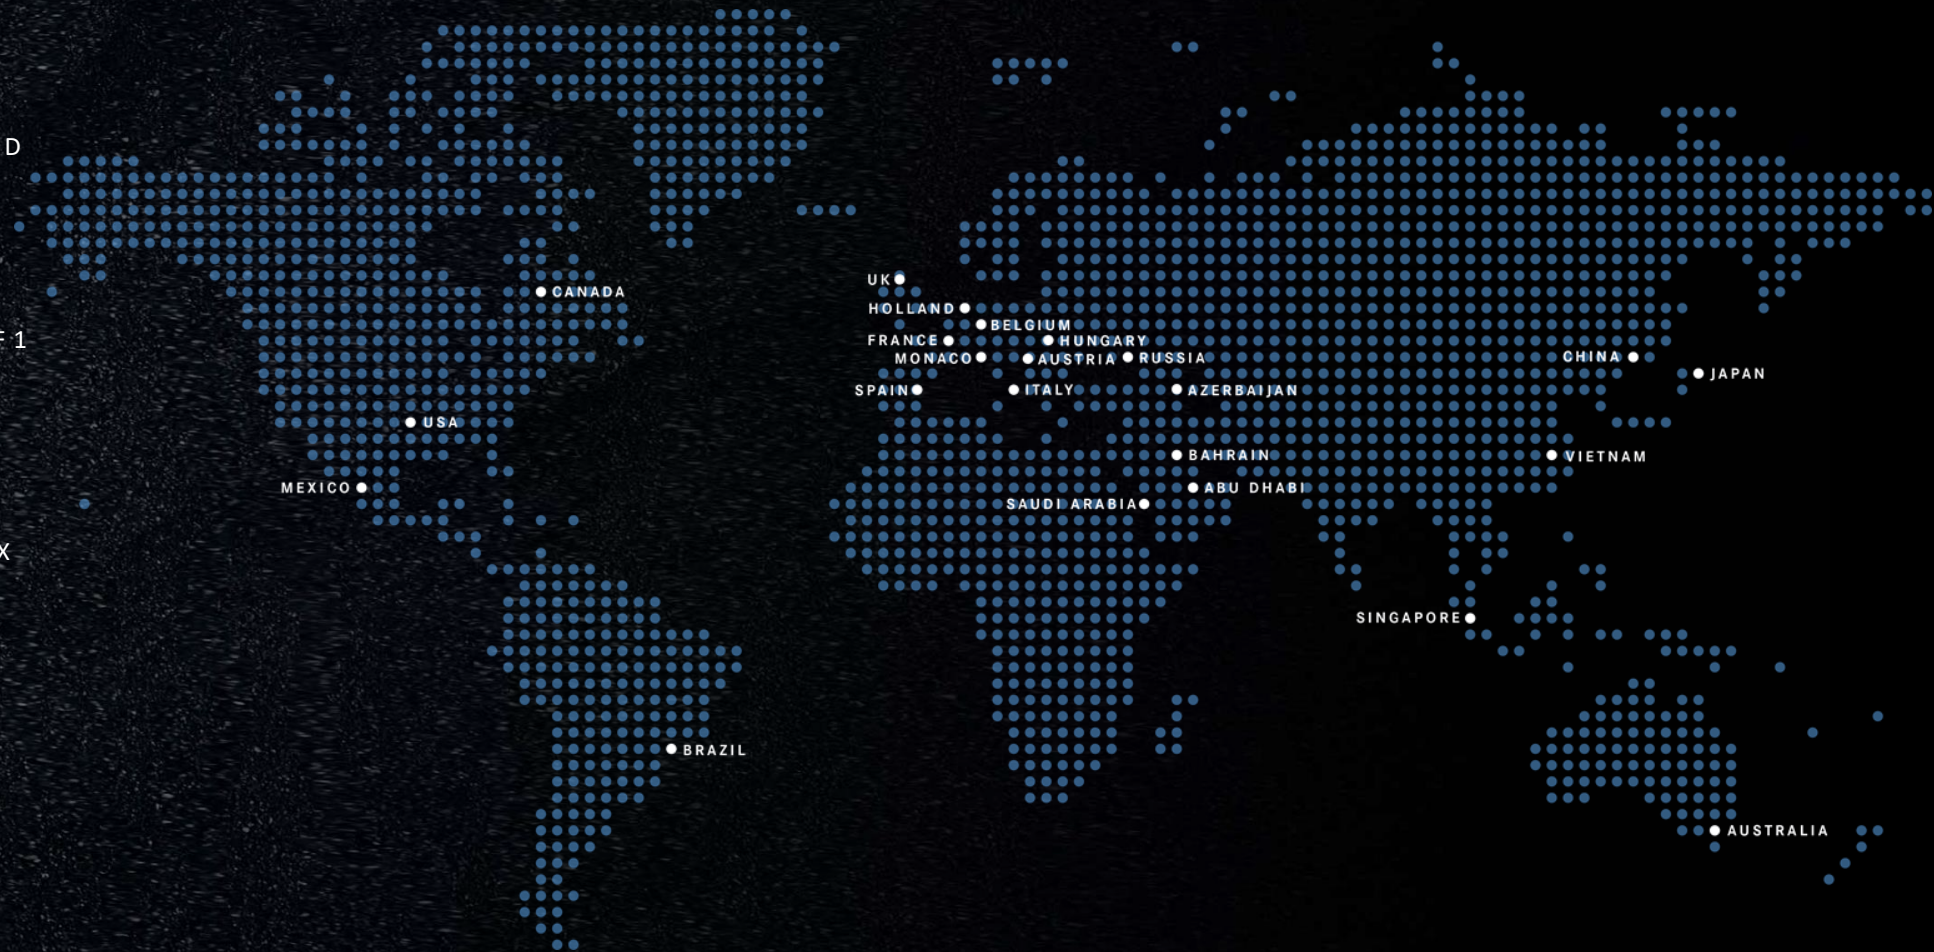 D
UK
CANADA
HOLLAND
BELGIUM
F 1
FRANCE
HUNGARY
MONACO
AUSTRIA
RUSSIA
CHINA
JAPAN
SPAIN
ITALY
AZERBAIJAN
USA
BAHRAIN
VIETNAM
MEXICO
ABU DHABI
SAUDI ARABIA
X
SINGAPORE
BRAZIL
AUSTRALIA